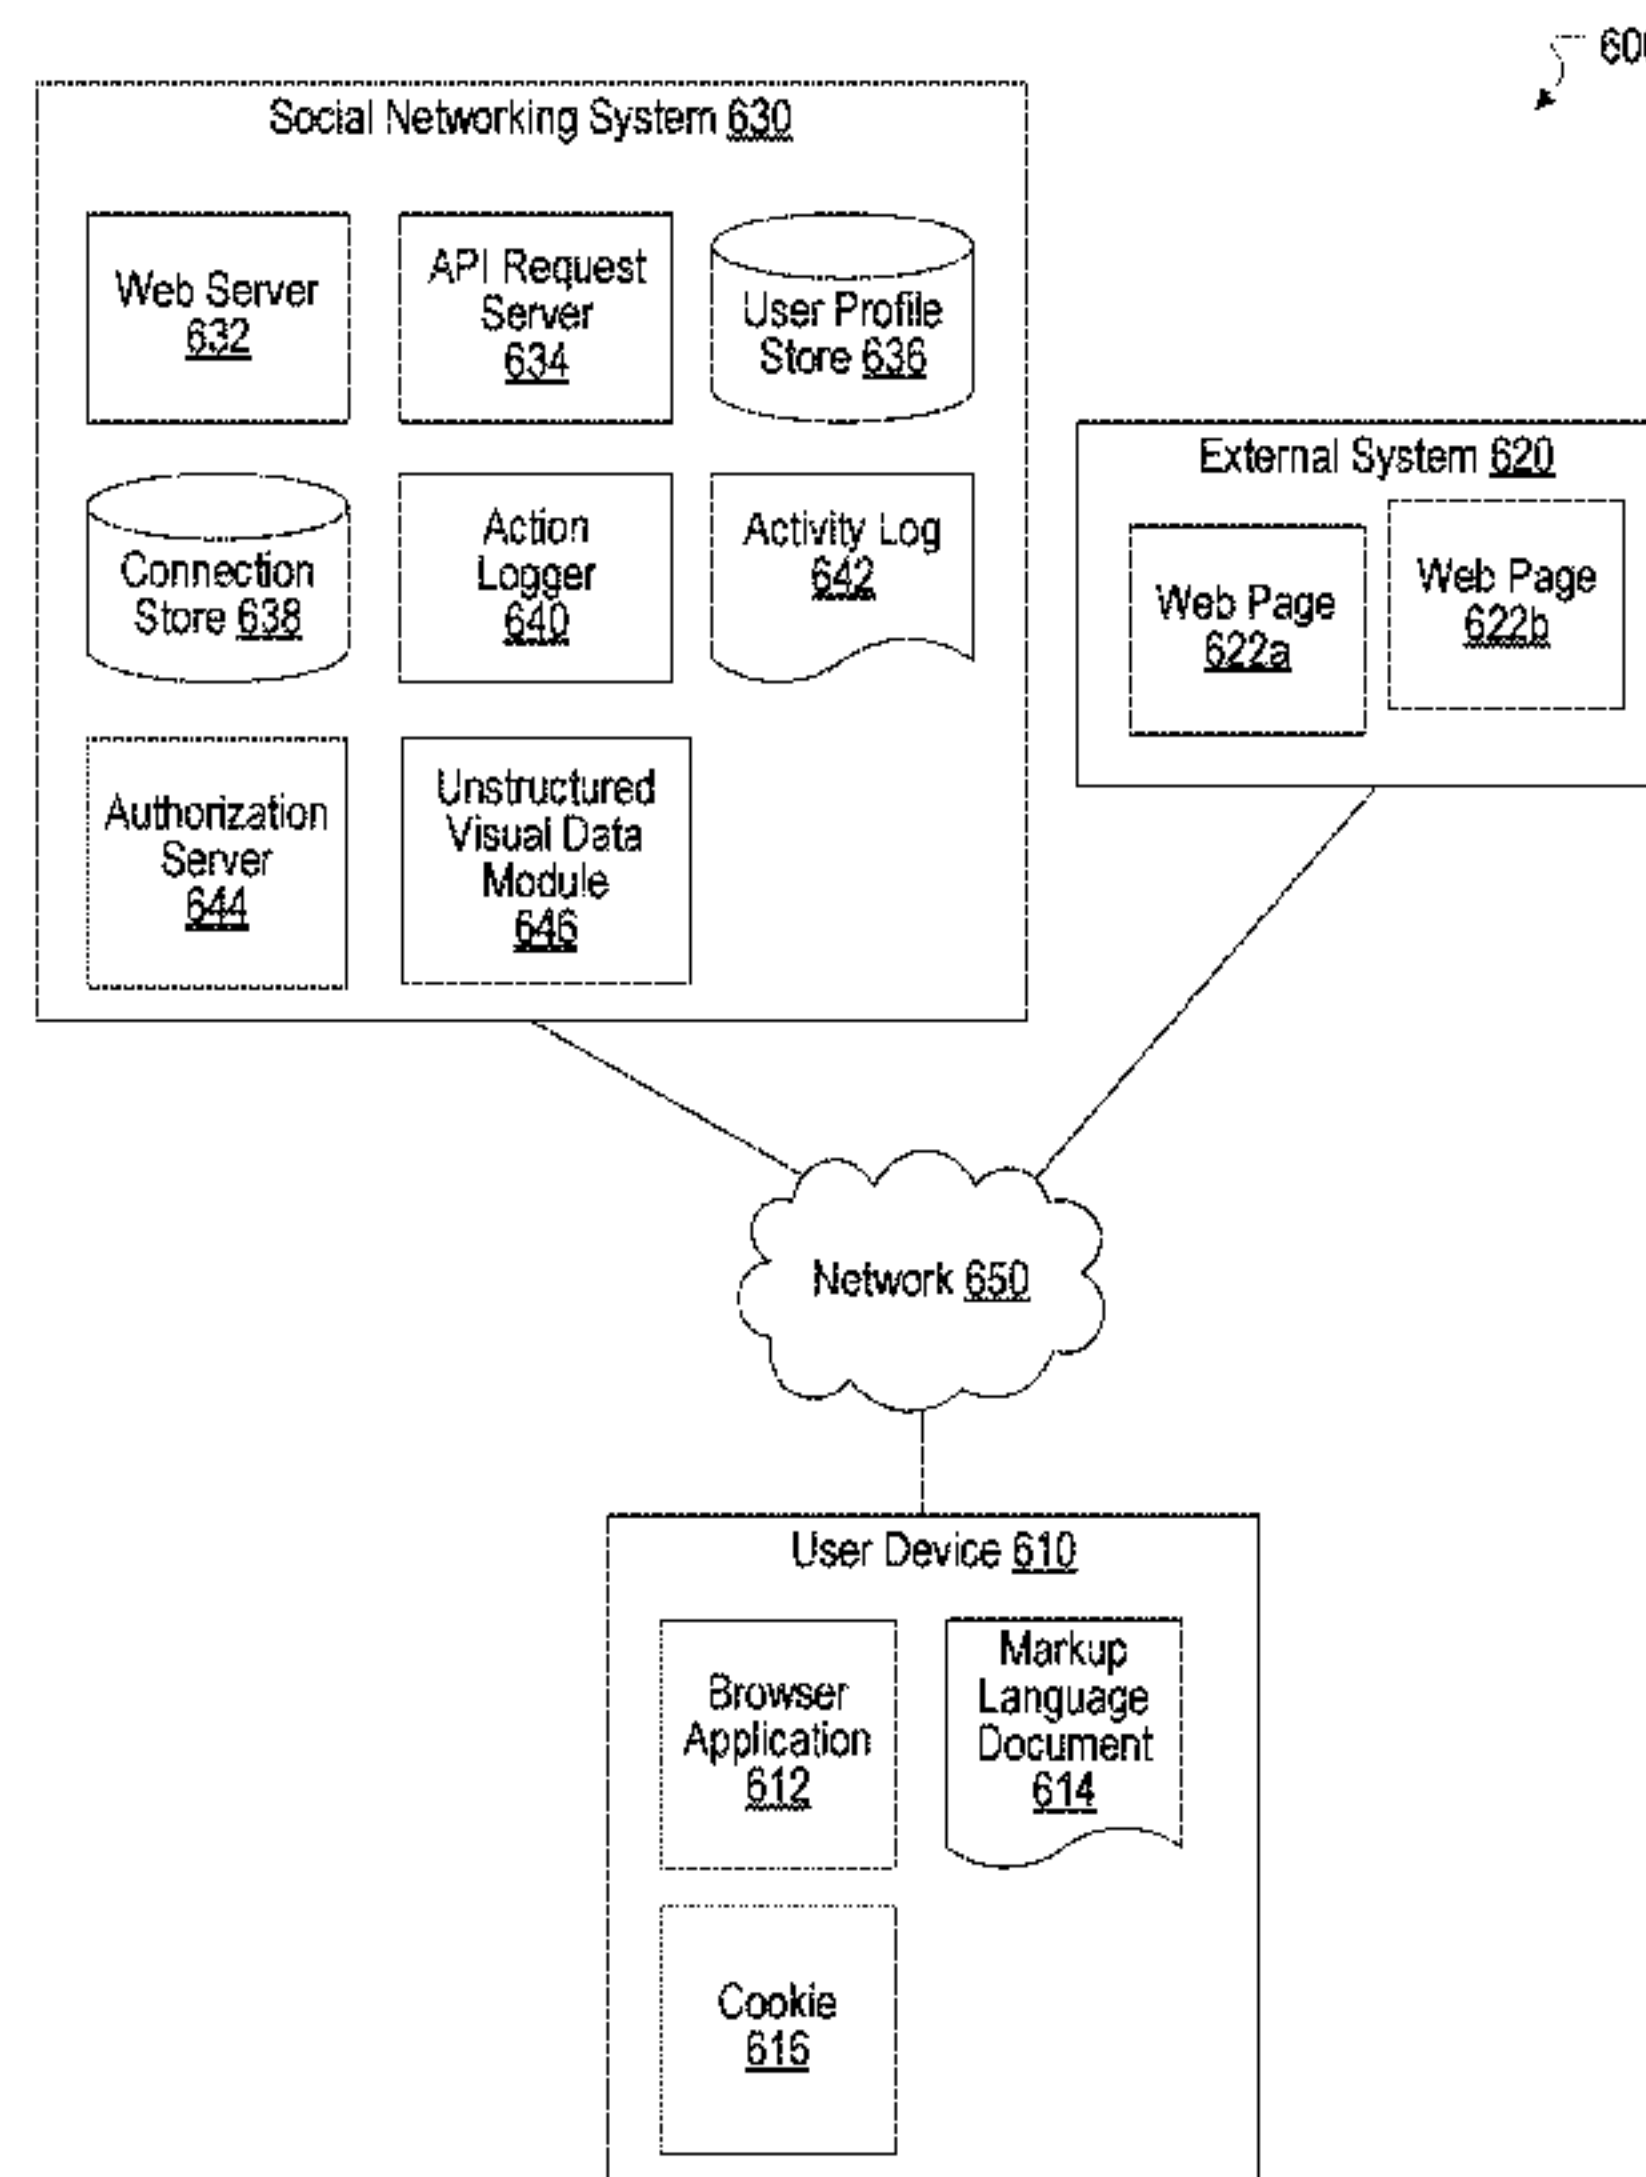 600
Social Networking System 630
Web Server
632
API Request
Server
634
User Profile
Store 636
Connection
Store 638
Action
Logger
640
Activity Log
642
Authorization
Server
644
Unstructured
Visual Data
Module
646
External System 620
Web Page
622a
Web Page
622b
Network 650
User Device 610
Browser
Application
612
Markup
Language
Document
614
Cookie
616